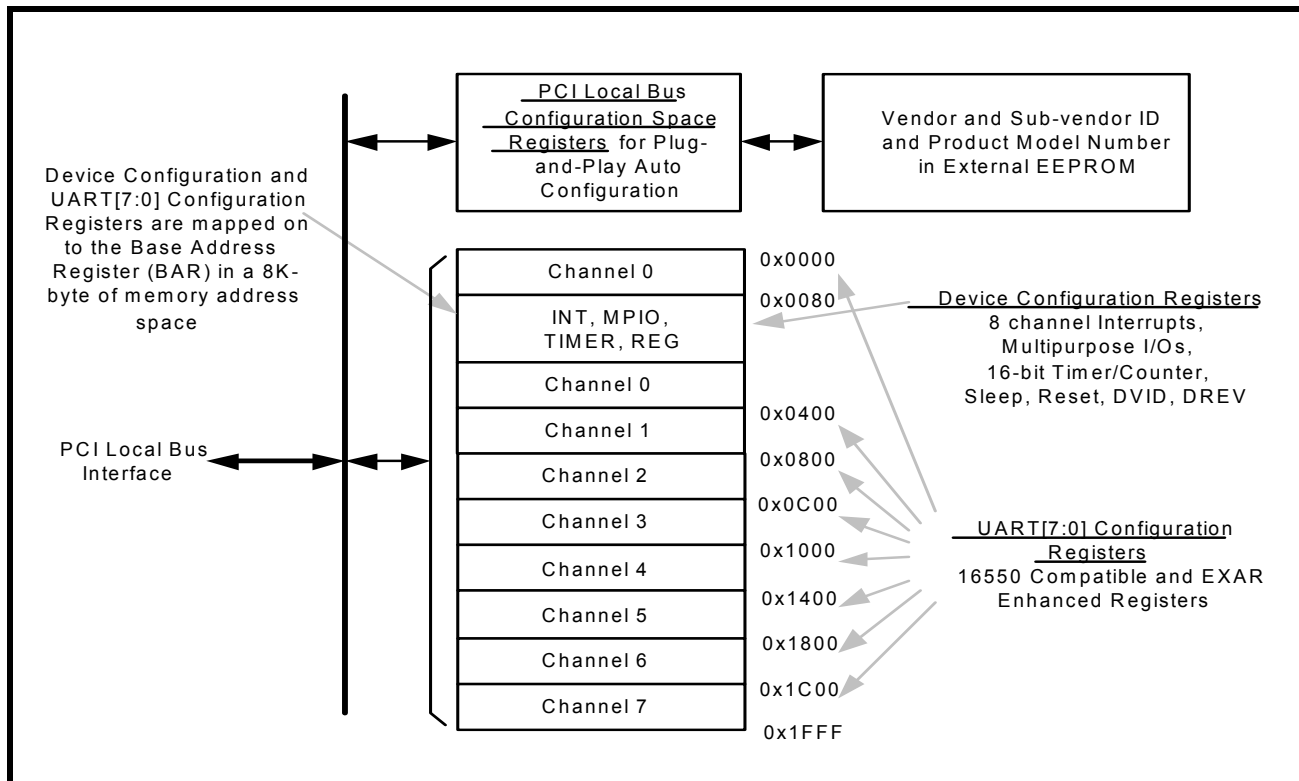 PCI Local Bus
Configuration Space
Registers for Plug-
and-Play Auto
Configuration
Vendor and Sub-vendor ID
and Product Model Number
in External EEPROM
Device Configuration and
UART[7:0] Configuration
Registers are mapped on
to the Base Address
Register (BAR) in a 8K-
byte of memory address
space
PCI Local Bus
Interface
Channel 0
INT, MPIO,
TIMER, REG
Channel 0
Channel 1
Channel 2
Channel 3
Channel 4
Channel 5
Channel 6
Channel 7
0x0000
0x0080
0x0400
0x0800
0x0C00
0x1000
0x1400
0x1800
0x1C00
0x1FFF
Device Configuration Registers
8 channel Interrupts,
Multipurpose I/Os,
16-bit Timer/Counter,
Sleep, Reset, DVID, DREV
UART[7:0] Configuration
Registers
16550 Compatible and EXAR
Enhanced Registers